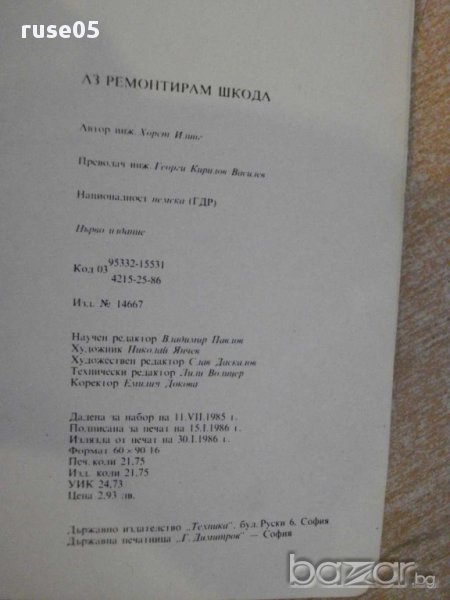 ruse05
АЗ РЕМОНТИРАМ ШКОДА
Автор инж. Хорст Илинг
Преводач инж. Георги Кирилов Василев
Националност немска (ГДР)
Първо издание
Код 03 95332-15531
4215-25-86
Изд. № 14667
Научен редактор Владимир Павлов
Художник Николай Янчев
Художествен редактор Слав Даскалов
Технически редактор Лили Волперт
Коректор Емилия Докова
Дадена за набор на 11.VII.1985 г.
Подписана за печат на 15.I.1986 г.
Излязла от печат на 30.I.1986 г.
Формат 60×90 16
Печ. коли 21,75
Изд. коли 21,75
УИК 24,73
Цена 2,93 лв.
Държавно издателство „Техника", бул. Руски 6, София
Държавна печатница „Г. Димитров" — София
bazar.bg